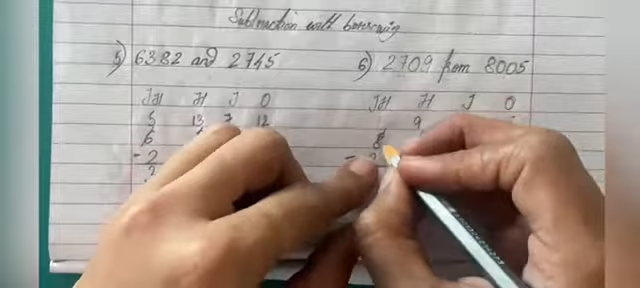 Subtraction with borrowing
5) 6382 and 2745 6) 2709 from 8005
TH H T O TH H T O
5 13 7 12 9
6 8
- 2 -